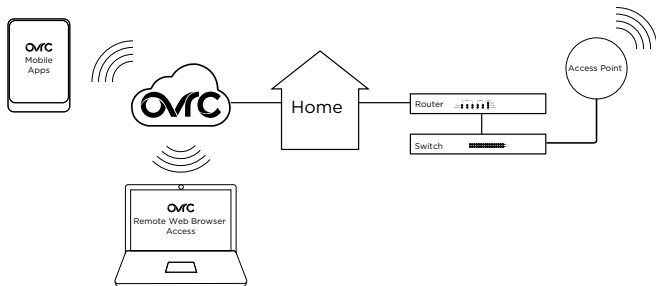 OvrC
Mobile
Apps
OvrC
Home
Router
Switch
Access Point
OvrC
Remote Web Browser
Access